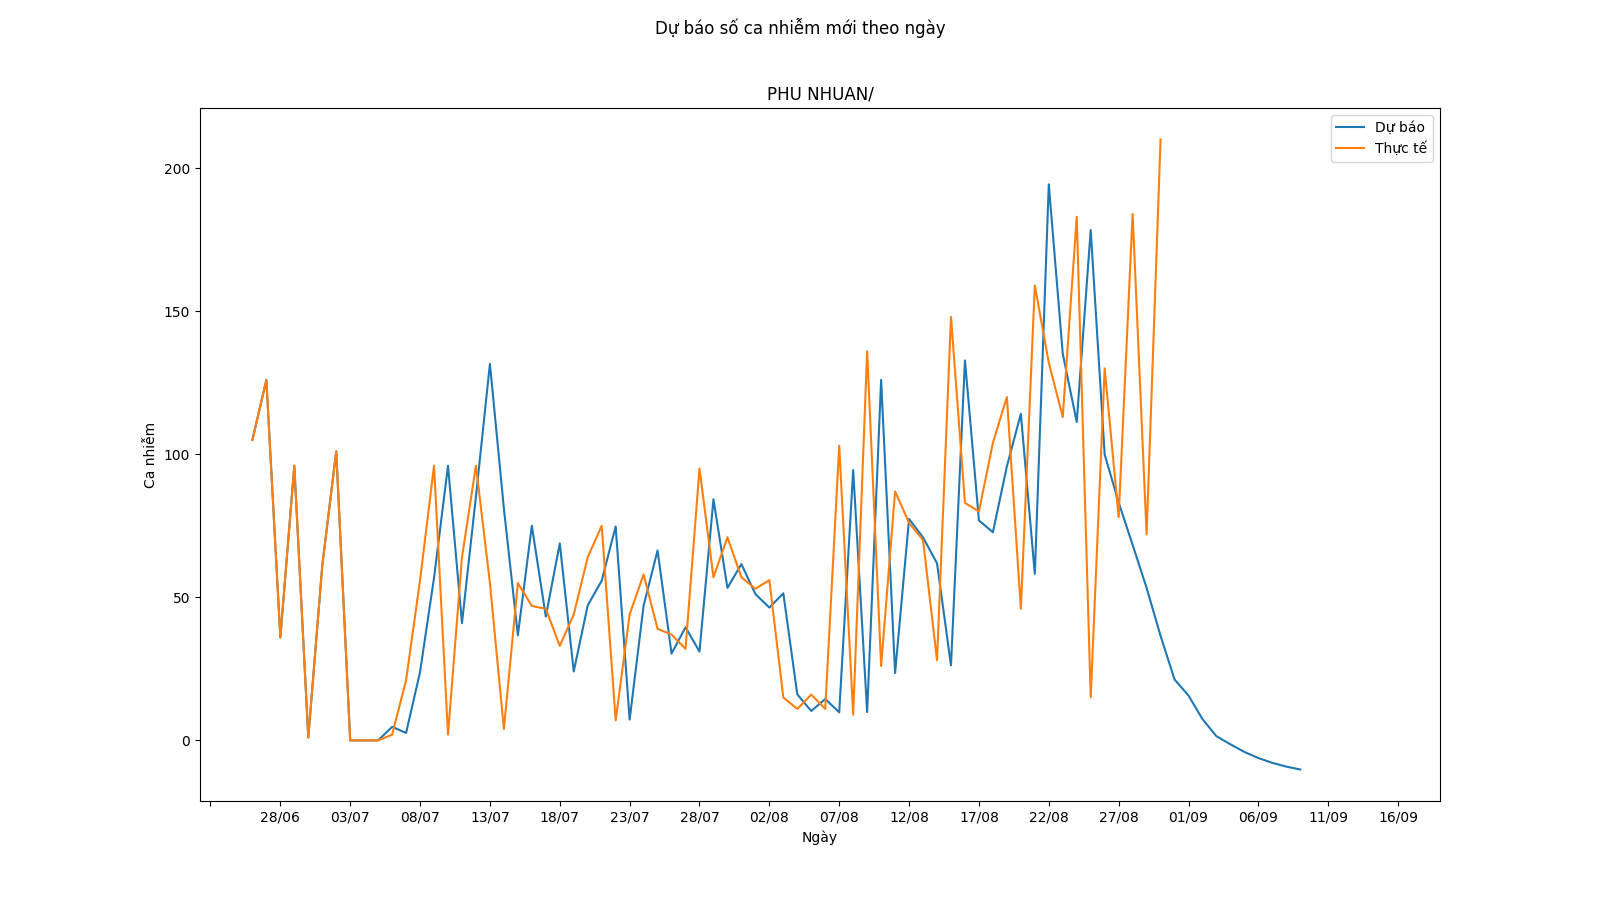 Dự báo số ca nhiễm mới theo ngày
PHU NHUAN/
Dự báo
Thực tế
200
150
100
50
0
Ca nhiễm
28/06 03/07 08/07 13/07 18/07 23/07 28/07 02/08 07/08 12/08 17/08 22/08 27/08 01/09 06/09 11/09 16/09
Ngày